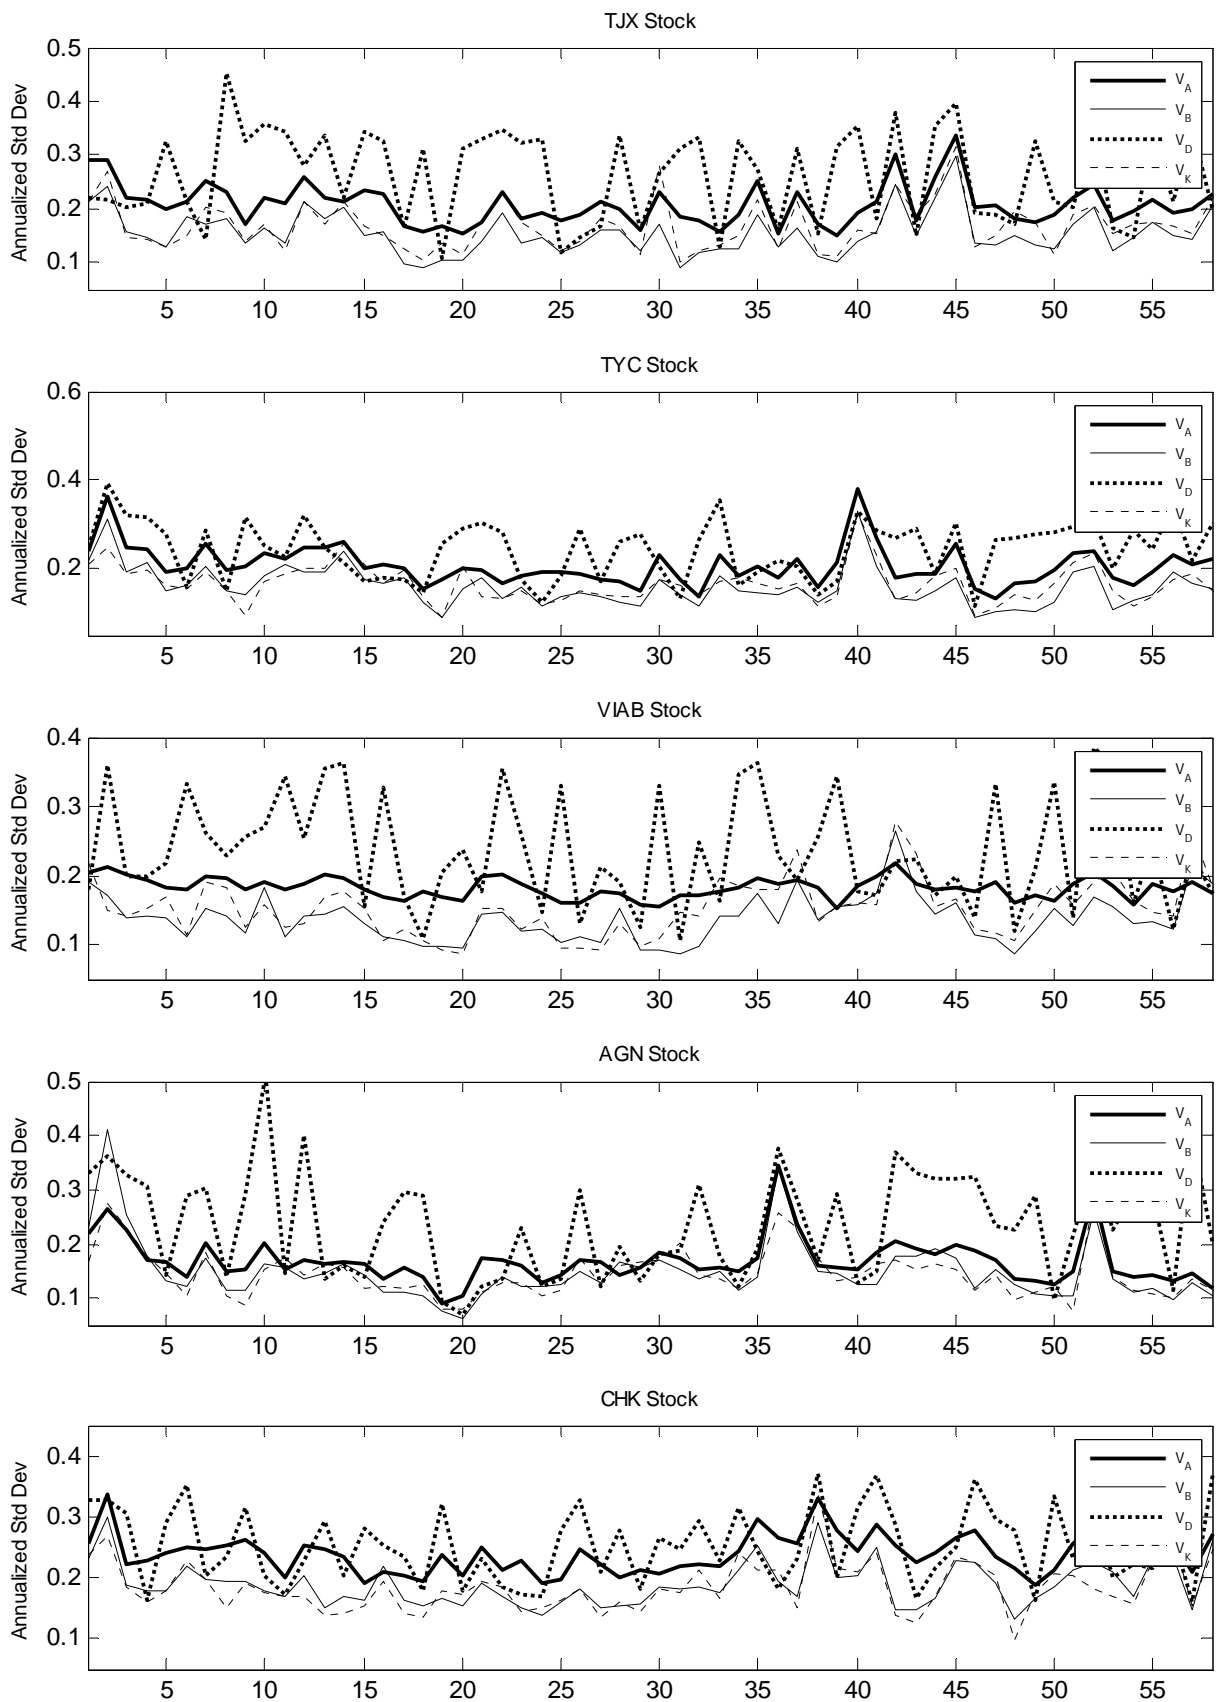 TJX Stock
Annualized Std Dev
0.5
0.4
0.3
0.2
0.1
V_A
V_B
V_D
V_K
5 10 15 20 25 30 35 40 45 50 55
TYC Stock
Annualized Std Dev
0.6
0.4
0.2
V_A
V_B
V_D
V_K
5 10 15 20 25 30 35 40 45 50 55
VIAB Stock
Annualized Std Dev
0.4
0.3
0.2
0.1
V_A
V_B
V_D
V_K
5 10 15 20 25 30 35 40 45 50 55
AGN Stock
Annualized Std Dev
0.5
0.4
0.3
0.2
0.1
V_A
V_B
V_D
V_K
5 10 15 20 25 30 35 40 45 50 55
CHK Stock
Annualized Std Dev
0.4
0.3
0.2
0.1
V_A
V_B
V_D
V_K
5 10 15 20 25 30 35 40 45 50 55